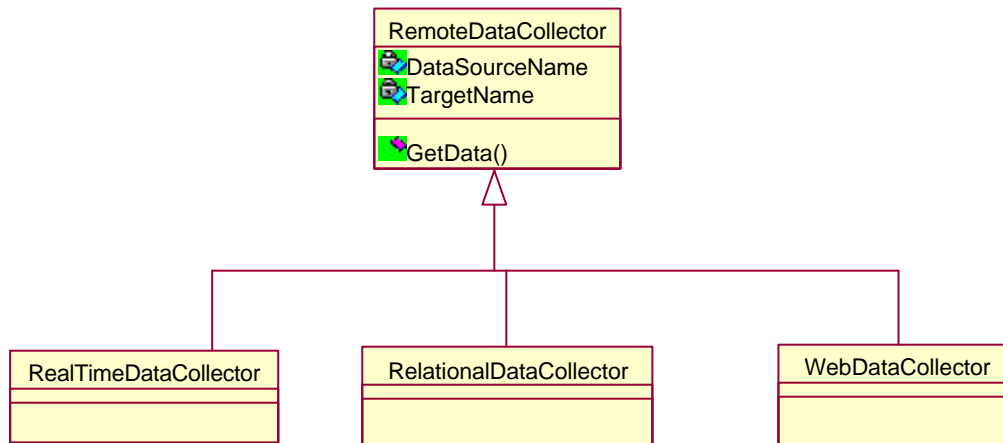 RemoteDataCollector
DataSourceName
TargetName
GetData()
RealTimeDataCollector
RelationalDataCollector
WebDataCollector